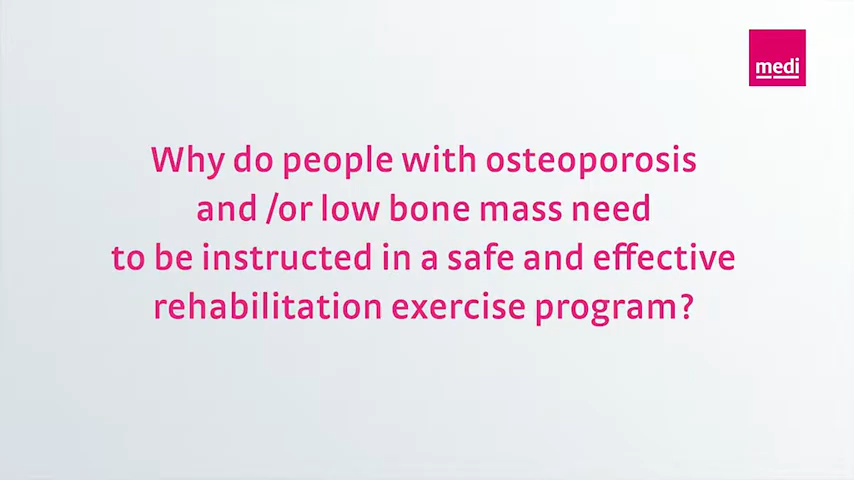 medi
Why do people with osteoporosis
and /or low bone mass need
to be instructed in a safe and effective
rehabilitation exercise program?